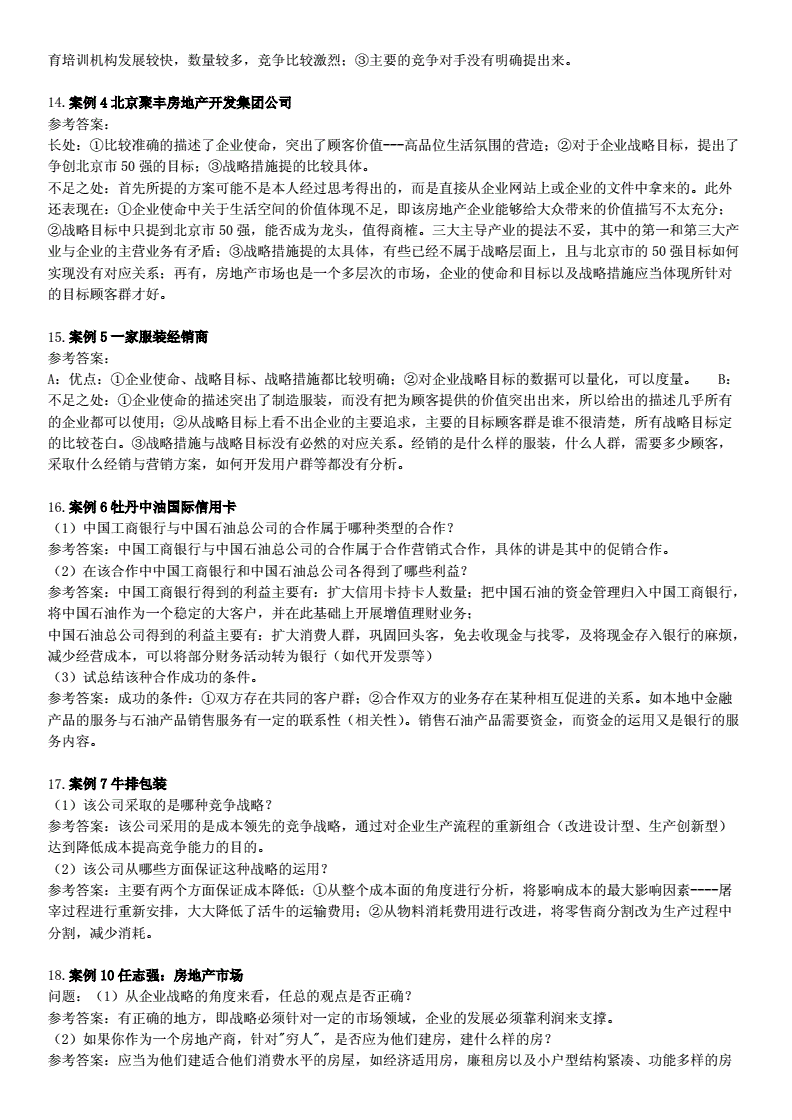 育培训机构发展较快，数量较多，竞争比较激烈；③主要的竞争对手没有明确提出来。
14.案例 4 北京聚丰房地产开发集团公司
参考答案：
长处：①比较准确的描述了企业使命，突出了顾客价值---高品位生活氛围的营造；②对于企业战略目标，提出了
争创北京市 50 强的目标；③战略措施提的比较具体。
不足之处：首先所提的方案可能不是本人经过思考得出的，而是直接从企业网站上或企业的文件中拿来的。此外
还表现在：①企业使命中关于生活空间的价值体现不足，即该房地产企业能够给大众带来的价值描写不太充分；
②战略目标中只提到北京市 50 强，能否成为龙头，值得商榷。三大主导产业的提法不妥，其中的第一和第三大产
业与企业的主营业务有矛盾；③战略措施提的太具体，有些已经不属于战略层面上，且与北京市的 50 强目标如何
实现没有对应关系；再有，房地产市场也是一个多层次的市场，企业的使命和目标以及战略措施应当体现所针对
的目标顾客群才好。
15.案例 5 一家服装经销商
参考答案：
A：优点：①企业使命、战略目标、战略措施都比较明确；②对企业战略目标的数据可以量化，可以度量。 B：
不足之处：①企业使命的描述突出了制造服装，而没有把为顾客提供的价值突出出来，所以给出的描述几乎所有
的企业都可以使用；②从战略目标上看不出企业的主要追求，主要的目标顾客群是谁不很清楚，所有战略目标定
的比较苍白。③战略措施与战略目标没有必然的对应关系。经销的是什么样的服装，什么人群，需要多少顾客，
采取什么经销与营销方案，如何开发用户群等都没有分析。
16.案例 6 牡丹中油国际信用卡
（1）中国工商银行与中国石油总公司的合作属于哪种类型的合作？
参考答案：中国工商银行与中国石油总公司的合作属于合作营销式合作，具体的讲是其中的促销合作。
（2）在该合作中中国工商银行和中国石油总公司各得到了哪些利益？
参考答案：中国工商银行得到的利益主要有：扩大信用卡持卡人数量；把中国石油的资金管理归入中国工商银行，
将中国石油作为一个稳定的大客户，并在此基础上开展增值理财业务；
中国石油总公司得到的利益主要有：扩大消费人群，巩固回头客，免去收现金与找零，及将现金存入银行的麻烦，
减少经营成本，可以将部分财务活动转为银行（如代开发票等）
（3）试总结该种合作成功的条件。
参考答案：成功的条件：①双方存在共同的客户群；②合作双方的业务存在某种相互促进的关系。如本地中金融
产品的服务与石油产品销售服务有一定的联系性（相关性）。销售石油产品需要资金，而资金的运用又是银行的服
务内容。
17.案例 7 牛排包装
（1）该公司采取的是哪种竞争战略？
参考答案：该公司采用的是成本领先的竞争战略，通过对企业生产流程的重新组合（改进设计型、生产创新型）
达到降低成本提高竞争能力的目的。
（2）该公司从哪些方面保证这种战略的运用？
参考答案：主要有两个方面保证成本降低：①从整个成本面的角度进行分析，将影响成本的最大影响因素----屠
宰过程进行重新安排，大大降低了活牛的运输费用；②从物料消耗费用进行改进，将零售商分割改为生产过程中
分割，减少消耗。
18.案例 10 任志强：房地产市场
问题：（1）从企业战略的角度来看，任总的观点是否正确？
参考答案：有正确的地方，即战略必须针对一定的市场领域，企业的发展必须靠利润来支撑。
（2）如果你作为一个房地产商，针对"穷人"，是否应为他们建房，建什么样的房？
参考答案：应当为他们建适合他们消费水平的房屋，如经济适用房，廉租房以及小户型结构紧凑、功能多样的房